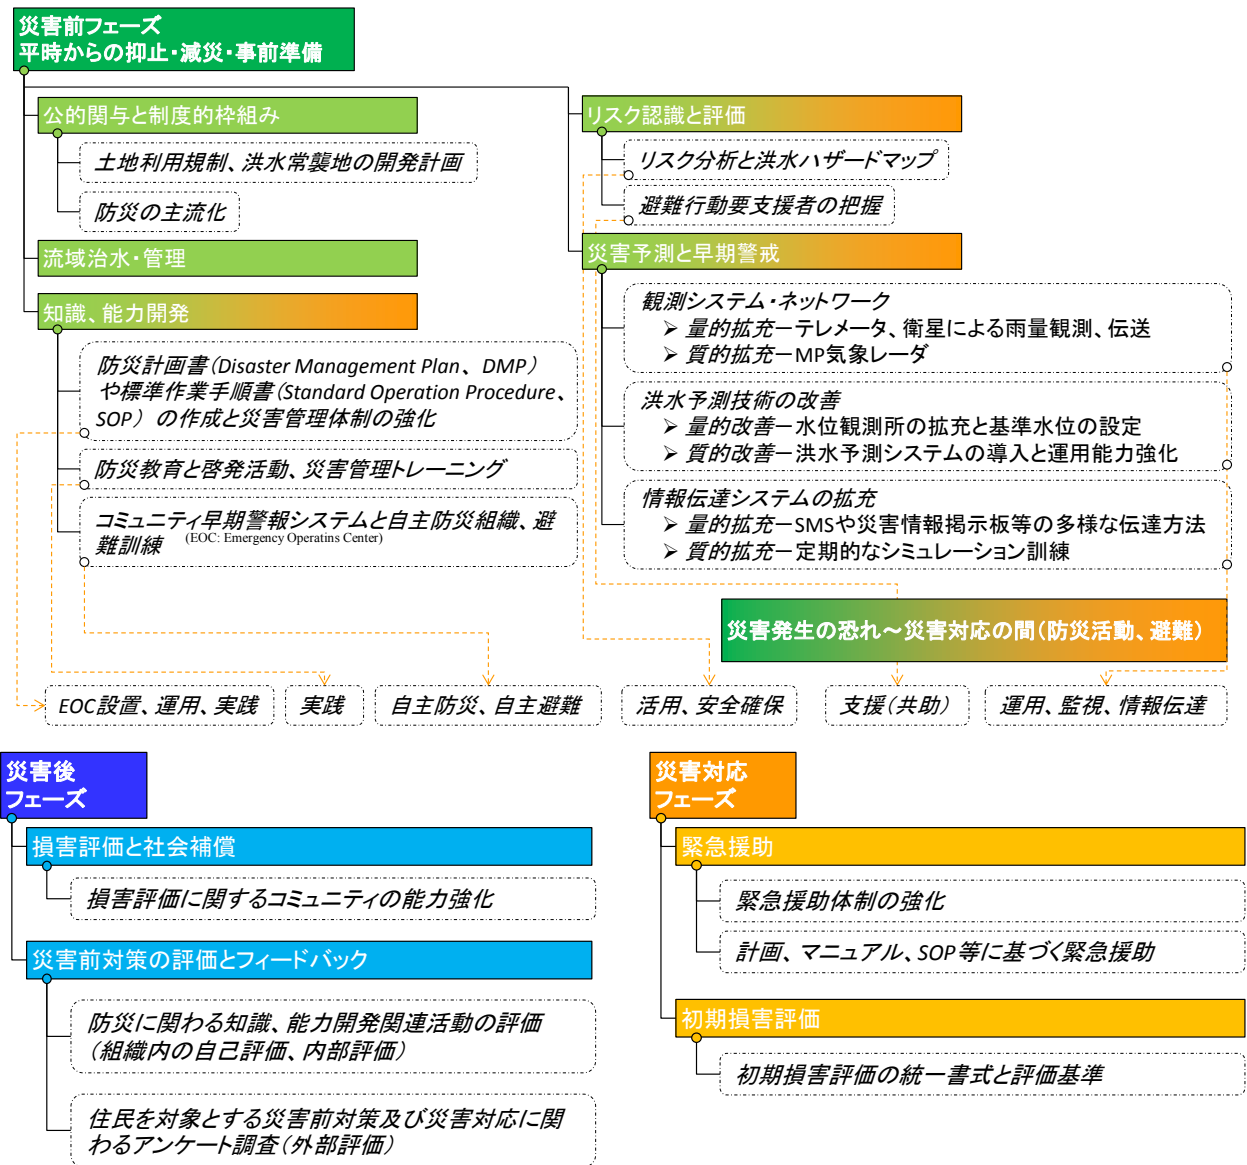 災害前フェーズ
平時からの抑止・減災・事前準備
公的関与と制度的枠組み
土地利用規制、洪水常襲地の開発計画
防災の主流化
流域治水・管理
知識、能力開発
防災計画書（Disaster Management Plan、DMP）
や標準作業手順書（Standard Operation Procedure、
SOP）の作成と災害管理体制の強化
防災教育と啓発活動、災害管理トレーニング
コミュニティ早期警報システムと自主防災組織、避
難訓練
(EOC: Emergency Operatins Center)
リスク認識と評価
リスク分析と洪水ハザードマップ
避難行動要支援者の把握
災害予測と早期警戒
観測システム・ネットワーク
➢ 量的拡充－テレメータ、衛星による雨量観測、伝送
➢ 質的拡充－MP気象レーダ
洪水予測技術の改善
➢ 量的改善－水位観測所の拡充と基準水位の設定
➢ 質的改善－洪水予測システムの導入と運用能力強化
情報伝達システムの拡充
➢ 量的拡充－SMSや災害情報掲示板等の多様な伝達方法
➢ 質的拡充－定期的なシミュレーション訓練
災害発生の恐れ～災害対応の間（防災活動、避難）
EOC設置、運用、実践
実践
自主防災、自主避難
活用、安全確保
支援（共助）
運用、監視、情報伝達
災害後
フェーズ
損害評価と社会補償
損害評価に関するコミュニティの能力強化
災害前対策の評価とフィードバック
防災に関わる知識、能力開発関連活動の評価
（組織内の自己評価、内部評価）
住民を対象とする災害前対策及び災害対応に関
わるアンケート調査（外部評価）
災害対応
フェーズ
緊急援助
緊急援助体制の強化
計画、マニュアル、SOP等に基づく緊急援助
初期損害評価
初期損害評価の統一書式と評価基準